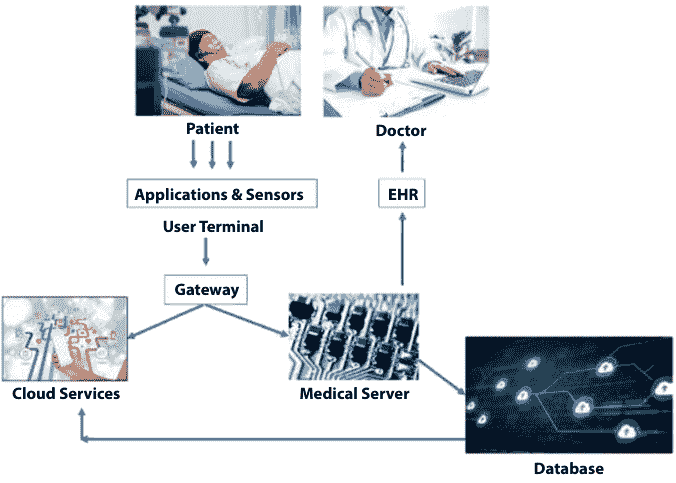 Patient
Doctor
Applications & Sensors
EHR
User Terminal
Gateway
Cloud Services
Medical Server
Database